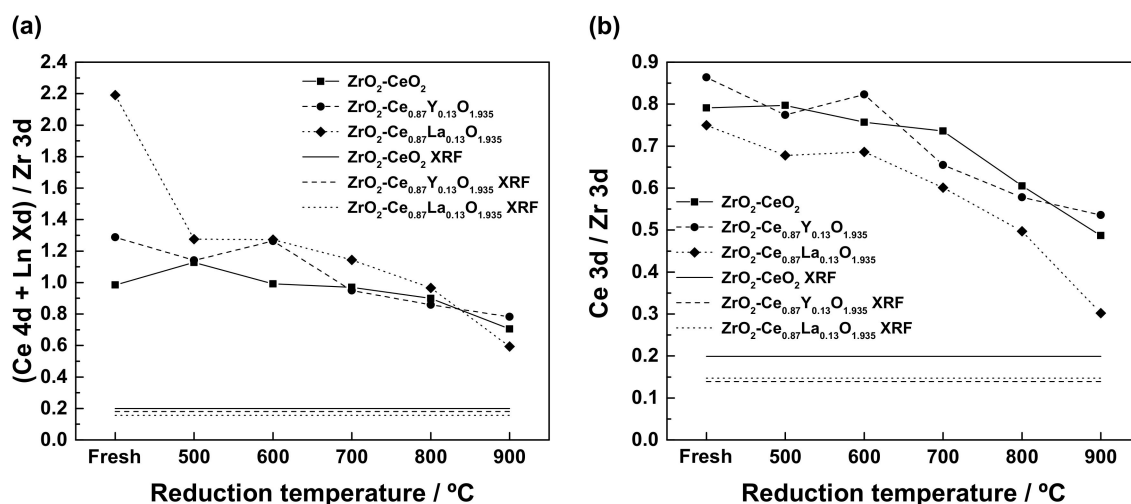 (a)
(Ce 4d + Ln Xd) / Zr 3d
2.4
2.2
2.0
1.8
1.6
1.4
1.2
1.0
0.8
0.6
0.4
0.2
0.0
ZrO₂-CeO₂
ZrO₂-Ce₀.₈₇Y₀.₁₃O₁.₉₃₅
ZrO₂-Ce₀.₈₇La₀.₁₃O₁.₉₃₅
ZrO₂-CeO₂ XRF
ZrO₂-Ce₀.₈₇Y₀.₁₃O₁.₉₃₅ XRF
ZrO₂-Ce₀.₈₇La₀.₁₃O₁.₉₃₅ XRF
Fresh 500 600 700 800 900
Reduction temperature / ºC
(b)
Ce 3d / Zr 3d
0.9
0.8
0.7
0.6
0.5
0.4
0.3
0.2
0.1
0.0
ZrO₂-CeO₂
ZrO₂-Ce₀.₈₇Y₀.₁₃O₁.₉₃₅
ZrO₂-Ce₀.₈₇La₀.₁₃O₁.₉₃₅
ZrO₂-CeO₂ XRF
ZrO₂-Ce₀.₈₇Y₀.₁₃O₁.₉₃₅ XRF
ZrO₂-Ce₀.₈₇La₀.₁₃O₁.₉₃₅ XRF
Fresh 500 600 700 800 900
Reduction temperature / ºC